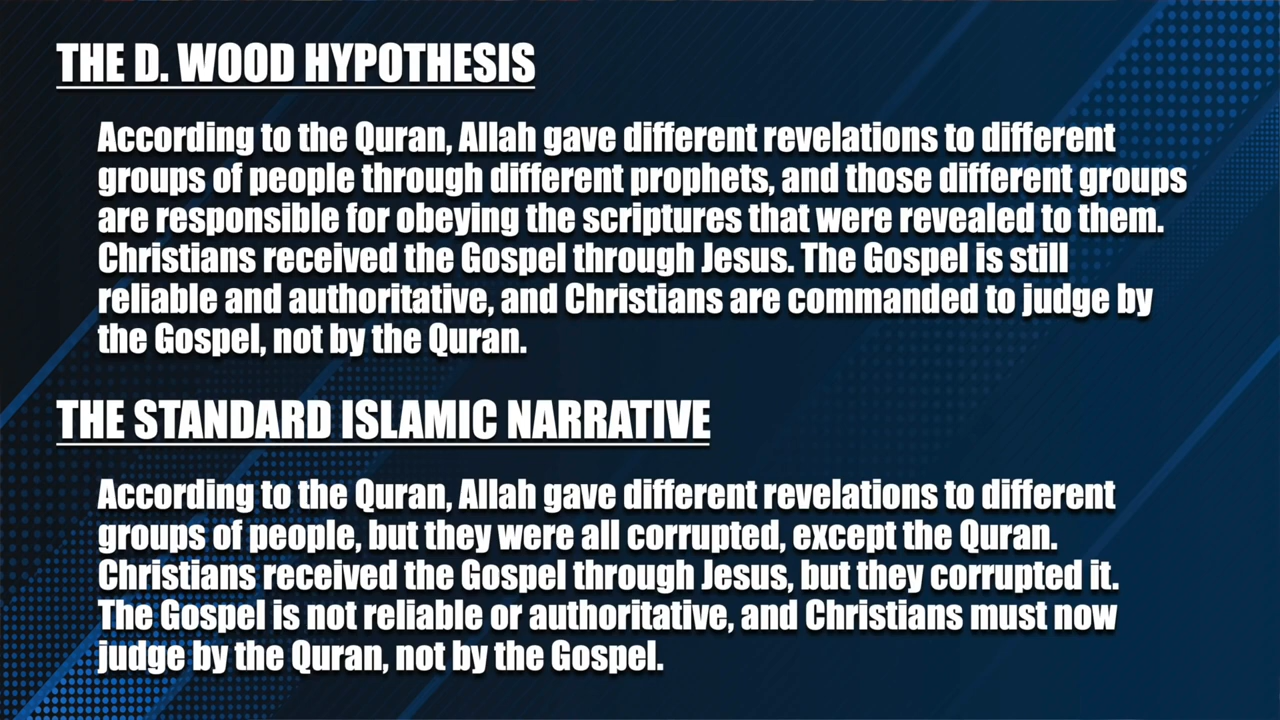 THE D. WOOD HYPOTHESIS
According to the Quran, Allah gave different revelations to different
groups of people through different prophets, and those different groups
are responsible for obeying the scriptures that were revealed to them.
Christians received the Gospel through Jesus. The Gospel is still
reliable and authoritative, and Christians are commanded to judge by
the Gospel, not by the Quran.
THE STANDARD ISLAMIC NARRATIVE
According to the Quran, Allah gave different revelations to different
groups of people, but they were all corrupted, except the Quran.
Christians received the Gospel through Jesus, but they corrupted it.
The Gospel is not reliable or authoritative, and Christians must now
judge by the Quran, not by the Gospel.